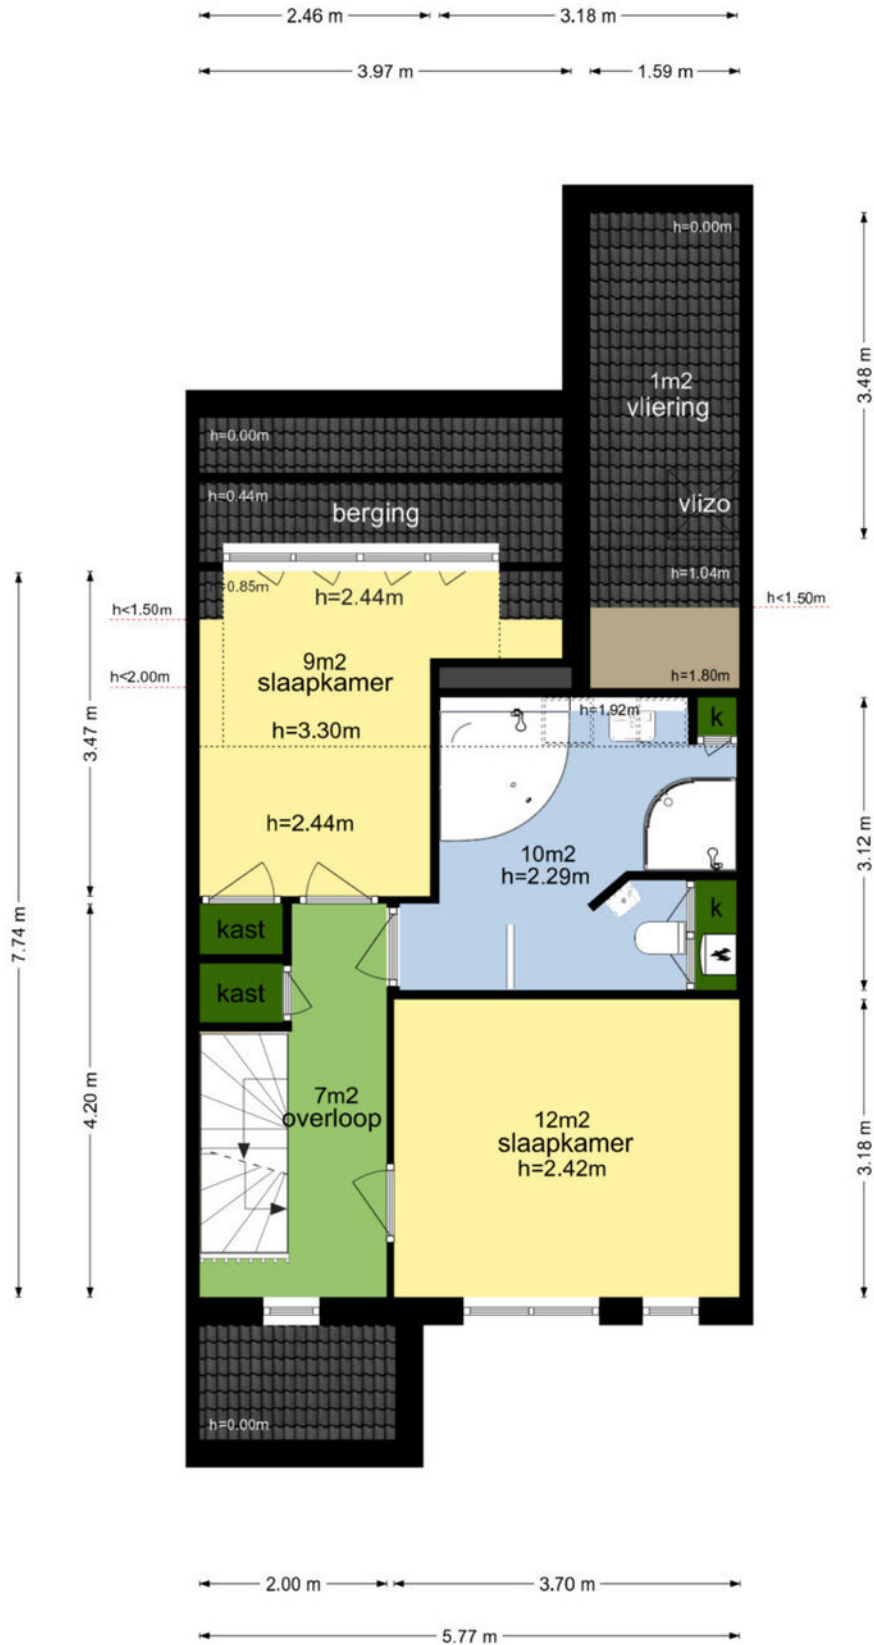 2.46 m
3.18 m
3.97 m
1.59 m
h=0.00m
1m2
vliering
3.48 m
h=0.00m
h=0.44m
berging
vlizo
h=1.04m
h=0.85m
h=2.44m
h<1.50m
h<1.50m
9m2
slaapkamer
h<2.00m
h=1.80m
h=3.30m
h=1.92m
k
3.47 m
h=2.44m
10m2
h=2.29m
3.12 m
k
kast
7.74 m
kast
4.20 m
7m2
overloop
12m2
slaapkamer
h=2.42m
3.18 m
h=0.00m
2.00 m
3.70 m
5.77 m